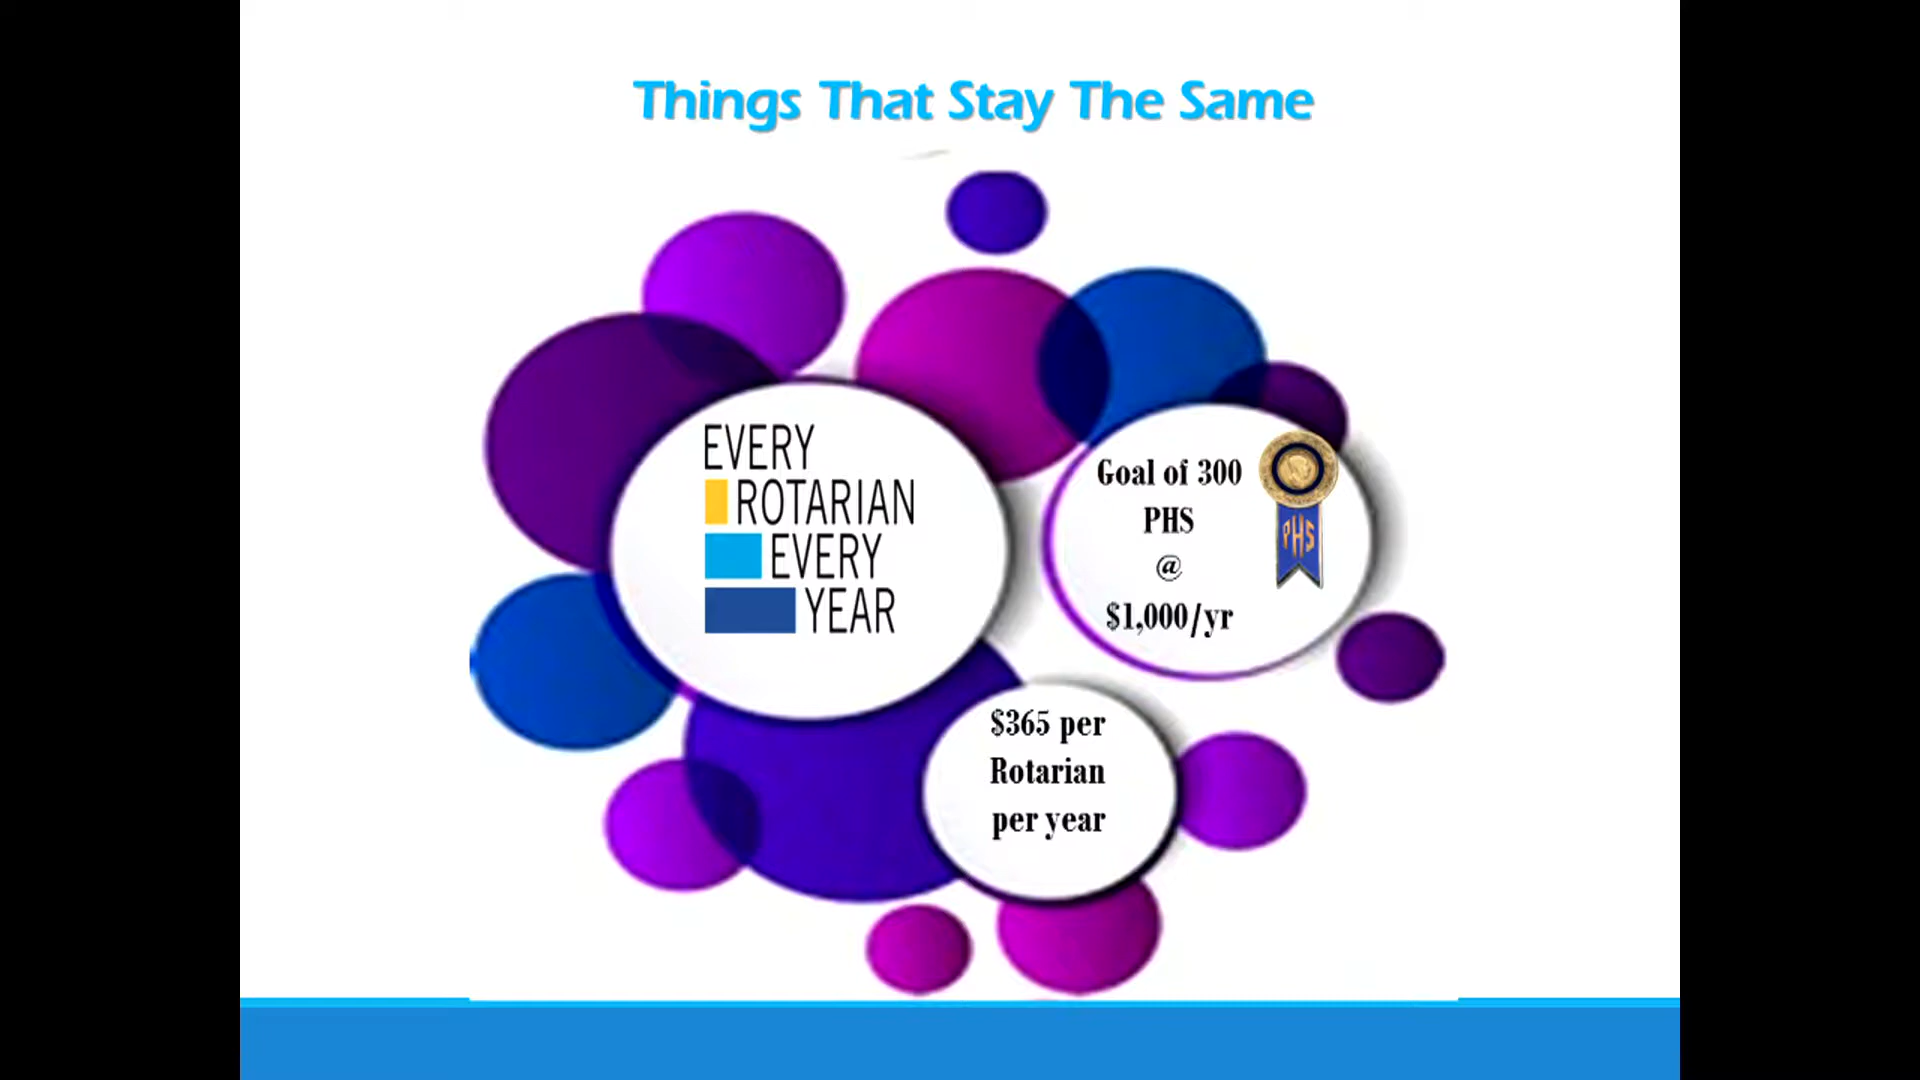 Things That Stay The Same
EVERY
ROTARIAN
EVERY
YEAR
Goal of 300
PHS
@
$1,000/yr
PHS
$365 per
Rotarian
per year